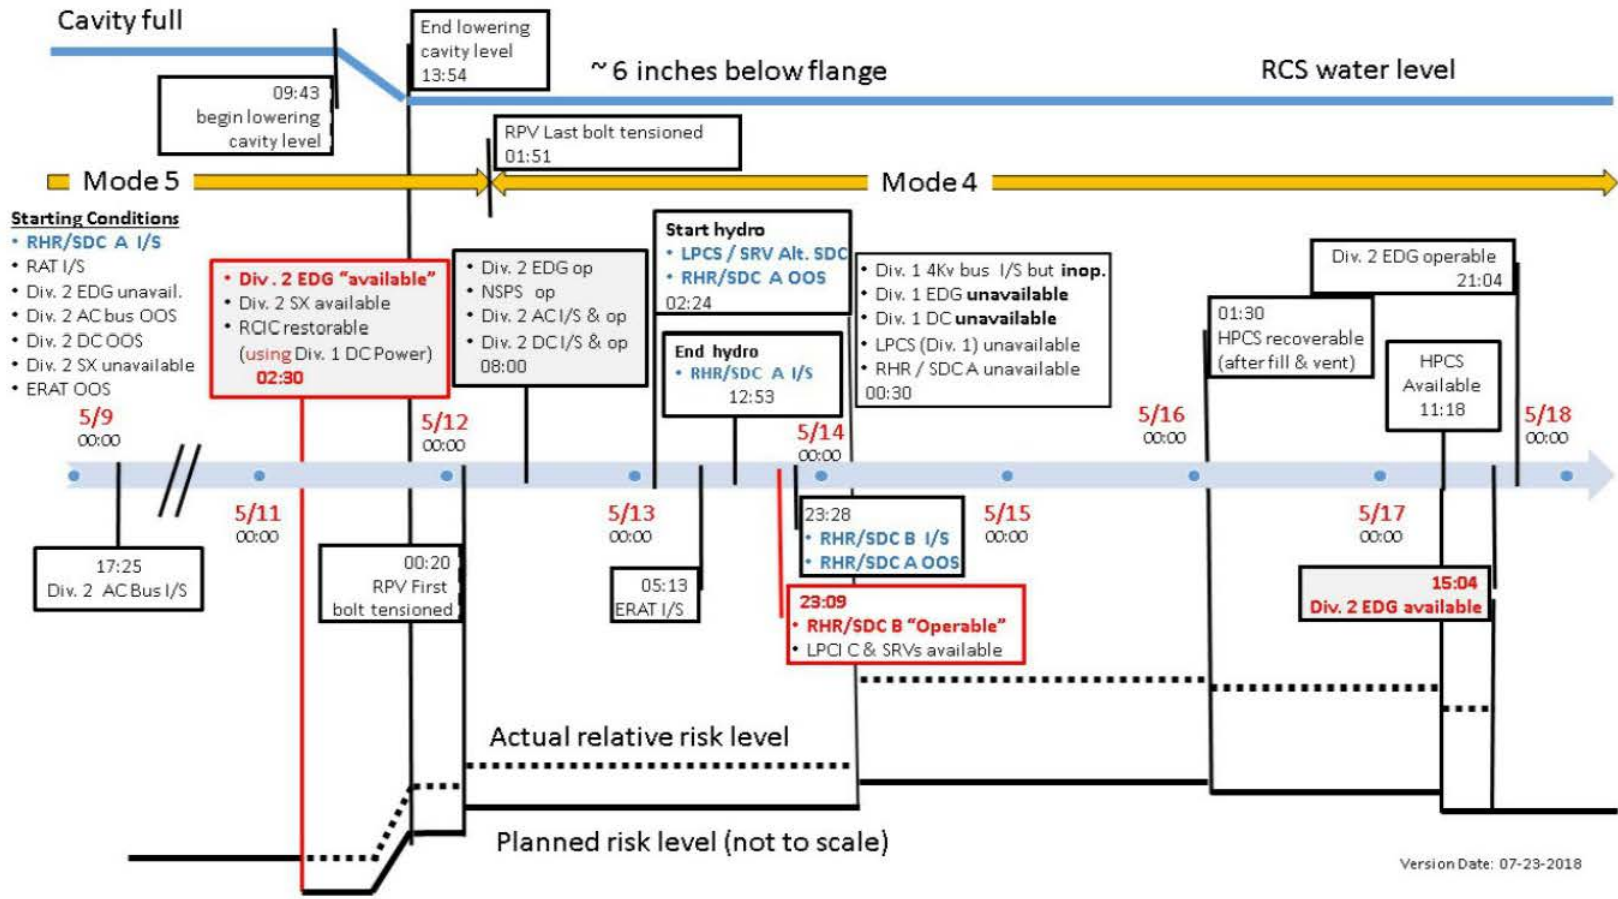 Cavity full
End lowering
cavity level
13:54
~ 6 inches below flange
RCS water level
09:43
begin lowering
cavity level
RPV Last bolt tensioned
01:51
Mode 5
Mode 4
Starting Conditions
• RHR/SDC A I/S
• RAT I/S
• Div. 2 EDG unavail.
• Div. 2 AC bus OOS
• Div. 2 DC OOS
• Div. 2 SX unavailable
• ERAT OOS
• Div. 2 EDG "available"
• Div. 2 SX available
• RCIC restorable
(using Div. 1 DC Power)
02:30
• Div. 2 EDG op
• NSPS op
• Div. 2 AC I/S & op
• Div. 2 DC I/S & op
08:00
Start hydro
• LPCS / SRV Alt. SDC
• RHR/SDC A OOS
02:24
End hydro
• RHR/SDC A I/S
12:53
• Div. 1 4Kv bus I/S but inop.
• Div. 1 EDG unavailable
• Div. 1 DC unavailable
• LPCS (Div. 1) unavailable
• RHR / SDC A unavailable
00:30
Div. 2 EDG operable
21:04
01:30
HPCS recoverable
(after fill & vent)
HPCS
Available
11:18
5/9
00:00
5/12
00:00
5/14
00:00
5/16
00:00
5/18
00:00
5/11
00:00
5/13
00:00
5/15
00:00
5/17
00:00
17:25
Div. 2 AC Bus I/S
00:20
RPV First
bolt tensioned
05:13
ERAT I/S
23:28
• RHR/SDC B I/S
• RHR/SDC A OOS
23:09
• RHR/SDC B "Operable"
• LPCI C & SRVs available
15:04
Div. 2 EDG available
Actual relative risk level
Planned risk level (not to scale)
Version Date: 07-23-2018